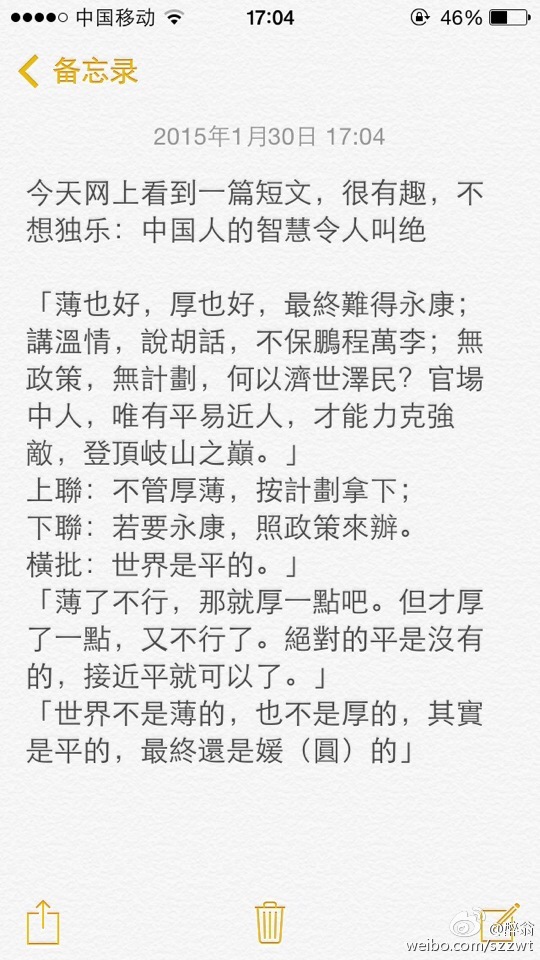 中国移动 17:04 46%
备忘录
2015年1月30日 17:04
今天网上看到一篇短文，很有趣，不
想独乐：中国人的智慧令人叫绝
「薄也好，厚也好，最終難得永康；
講溫情，說胡話，不保鵬程萬李；無
政策，無計劃，何以濟世澤民？官場
中人，唯有平易近人，才能力克強
敵，登頂岐山之巔。」
上聯：不管厚薄，按計劃拿下；
下聯：若要永康，照政策來辦。
橫批：世界是平的。」
「薄了不行，那就厚一點吧。但才厚
了一點，又不行了。絕對的平是沒有
的，接近平就可以了。」
「世界不是薄的，也不是厚的，其實
是平的，最終還是媛（圓）的」
@醉翁
weibo.com/szzwt